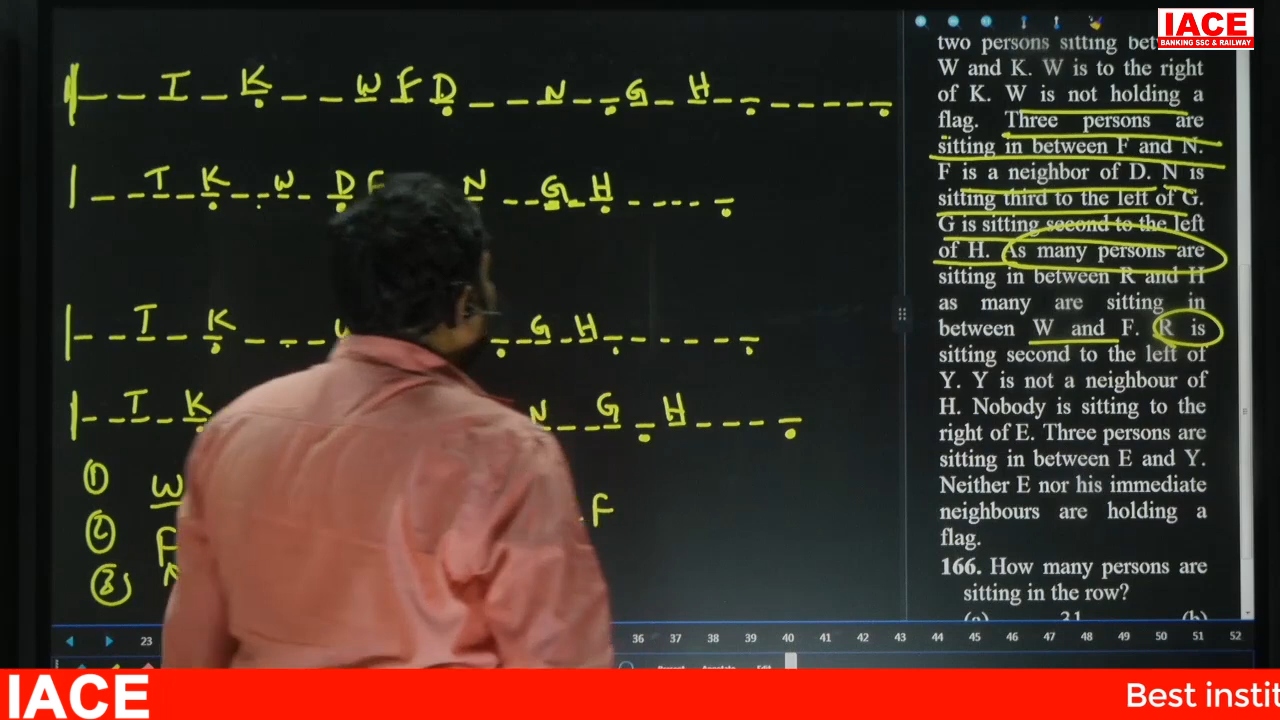 IACE
BANKING SSC & RAILWAY
two persons sitting
W and K. W is to the right
of K. W is not holding a
flag. Three persons are
sitting in between F and N.
F is a neighbor of D. N is
sitting third to the left of G.
G is sitting second to the left
of H. As many persons are
sitting in between R and H
as many are sitting in
between W and F. R is
sitting second to the left of
Y. Y is not a neighbour of
H. Nobody is sitting to the
right of E. Three persons are
sitting in between E and Y.
Neither E nor his immediate
neighbours are holding a
flag.
166. How many persons are
sitting in the row?
T K W F D N G H
T K W D F N G H
T K G H
T K N G H
1 W
2 F
3
F
23 36 37 38 39 40 41 42 43 44 45 46 47 48 49 50 51 52
IACE
Best instit